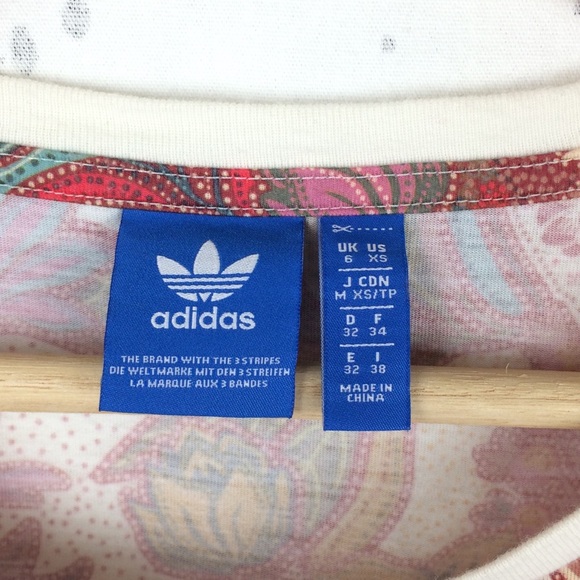 adidas
THE BRAND WITH THE 3 STRIPES
DIE WELTMARKE MIT DEN 3 STREIFEN
LA MARQUE AUX 3 BANDES
UK US
6 XS
J CDN
M XS/TP
D F
32 34
E I
32 38
MADE IN
CHINA